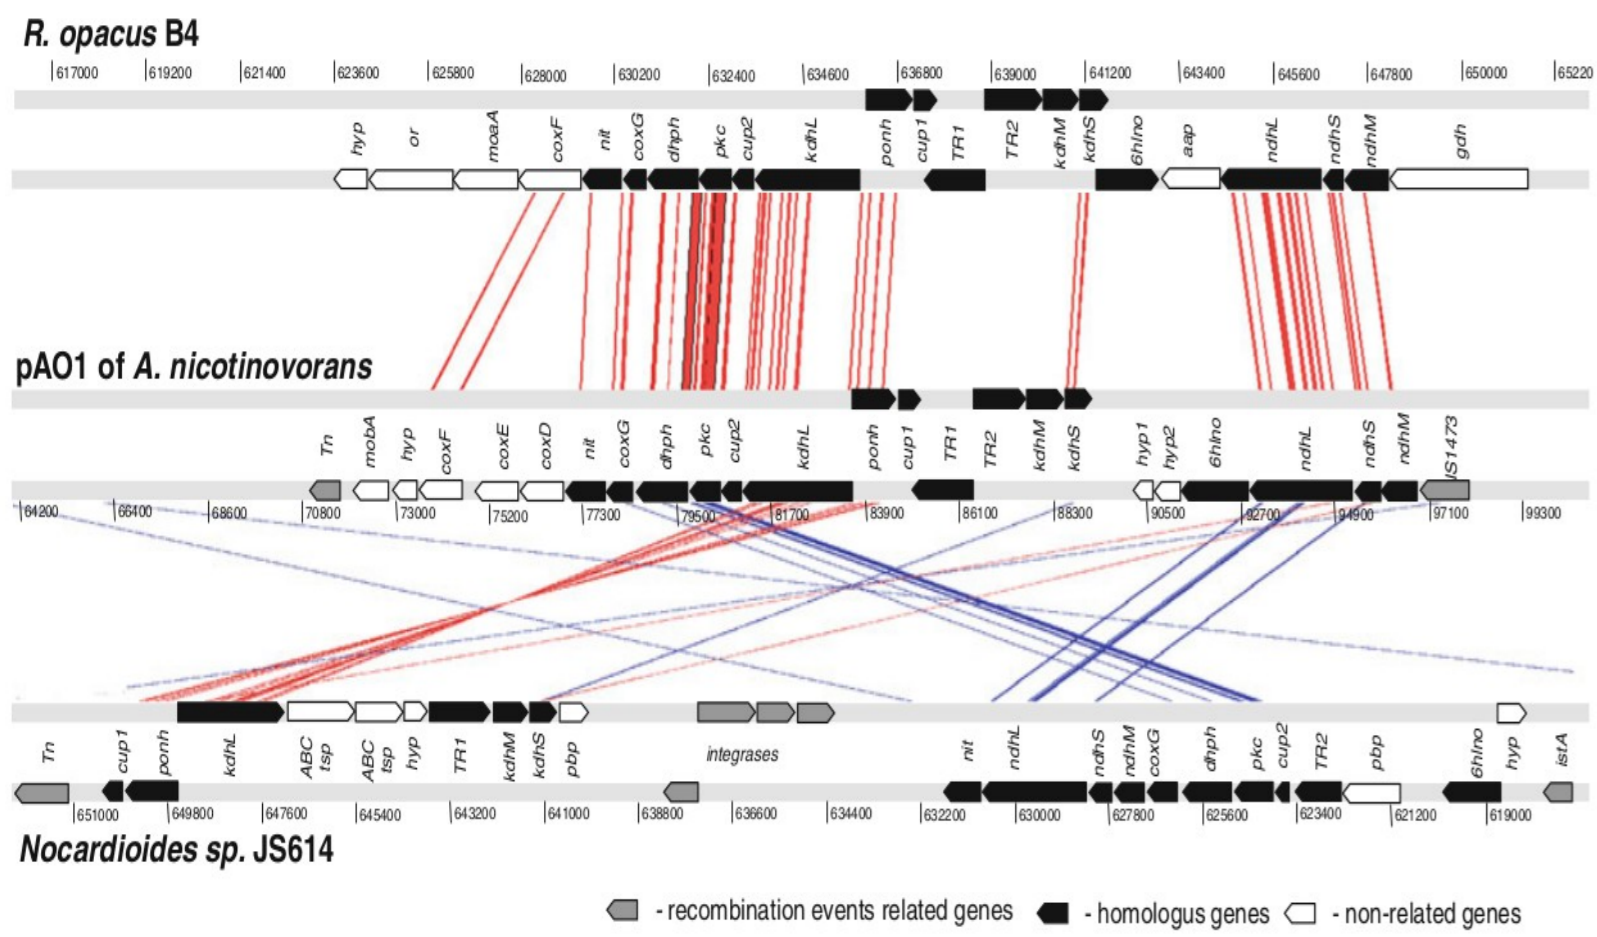 R. opacus B4
617000 619200 621400 623600 625800 628000 630200 632400 634600 636800 639000 641200 643400 645600 647800 650000 65220
hyp or moaA coxF nit coxG dhph pkc cup2 kdhL ponh cup1 TR1 TR2 kdhM kdhS 6hlno aap ndhL ndhS ndhM gdh
pAO1 of A. nicotinovorans
Tn mobA hyp coxF coxE coxD nit coxG dhph pkc cup2 kdhL ponh cup1 TR1 TR2 kdhM kdhS hyp1 hyp2 6hlno ndhL ndhS ndhM IS1473
64200 66400 68600 70800 73000 75200 77300 79500 81700 83900 86100 88300 90500 92700 94900 97100 99300
Tn cup1 ponh kdhL ABC tsp ABC tsp hyp TR1 kdhM kdhS pbp integrases nit ndhL ndhS ndhM coxG dhph pkc cup2 TR2 pbp 6hlno hyp istA
651000 649800 647600 645400 643200 641000 638800 636600 634400 632200 630000 627800 625600 623400 621200 619000
Nocardioides sp. JS614
- recombination events related genes - homologus genes - non-related genes